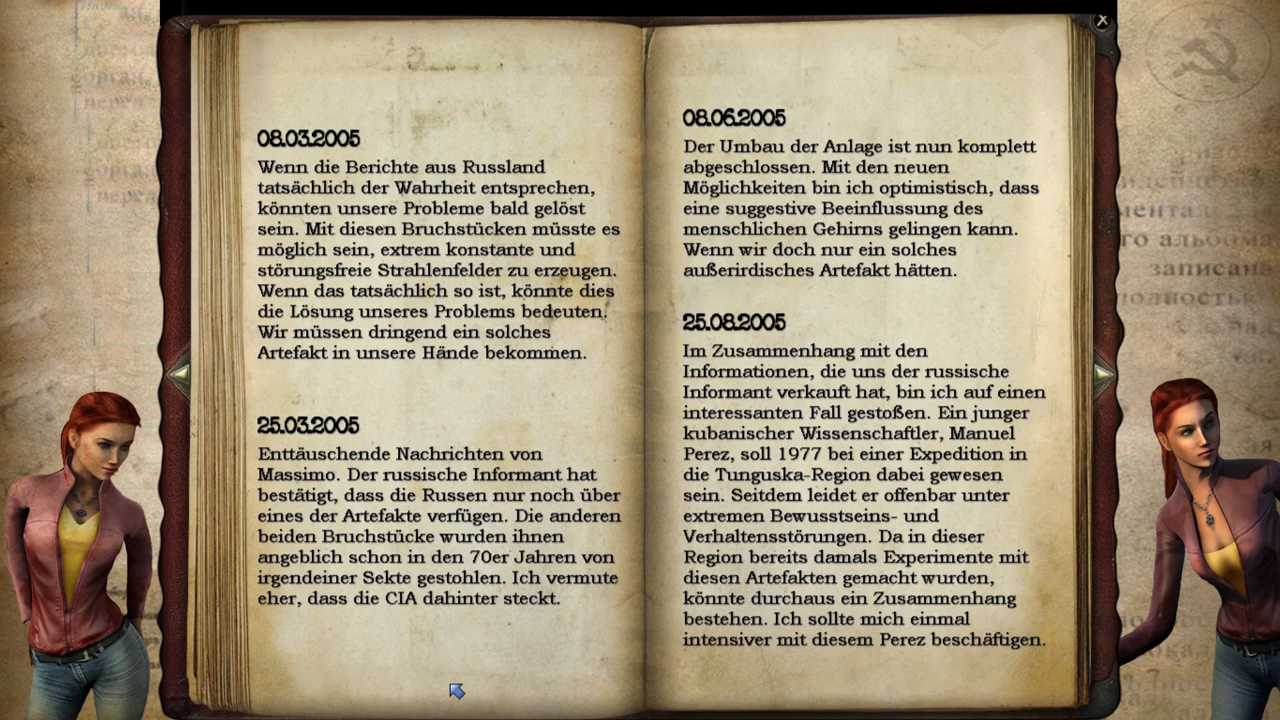 08.03.2005
Wenn die Berichte aus Russland
tatsächlich der Wahrheit entsprechen,
könnten unsere Probleme bald gelöst
sein. Mit diesen Bruchstücken müsste es
möglich sein, extrem konstante und
störungsfreie Strahlenfelder zu erzeugen.
Wenn das tatsächlich so ist, könnte dies
die Lösung unseres Problems bedeuten.
Wir müssen dringend ein solches
Artefakt in unsere Hände bekommen.
25.03.2005
Enttäuschende Nachrichten von
Massimo. Der russische Informant hat
bestätigt, dass die Russen nur noch über
eines der Artefakte verfügen. Die anderen
beiden Bruchstücke wurden ihnen
angeblich schon in den 70er Jahren von
irgendeiner Sekte gestohlen. Ich vermute
eher, dass die CIA dahinter steckt.
08.06.2005
Der Umbau der Anlage ist nun komplett
abgeschlossen. Mit den neuen
Möglichkeiten bin ich optimistisch, dass
eine suggestive Beeinflussung des
menschlichen Gehirns gelingen kann.
Wenn wir doch nur ein solches
außerirdisches Artefakt hätten.
25.08.2005
Im Zusammenhang mit den
Informationen, die uns der russische
Informant verkauft hat, bin ich auf einen
interessanten Fall gestoßen. Ein junger
kubanischer Wissenschaftler, Manuel
Perez, soll 1977 bei einer Expedition in
die Tunguska-Region dabei gewesen
sein. Seitdem leidet er offenbar unter
extremen Bewusstseins- und
Verhaltensstörungen. Da in dieser
Region bereits damals Experimente mit
diesen Artefakten gemacht wurden,
könnte durchaus ein Zusammenhang
bestehen. Ich sollte mich einmal
intensiver mit diesem Perez beschäftigen.
го альбома
записана
полностью